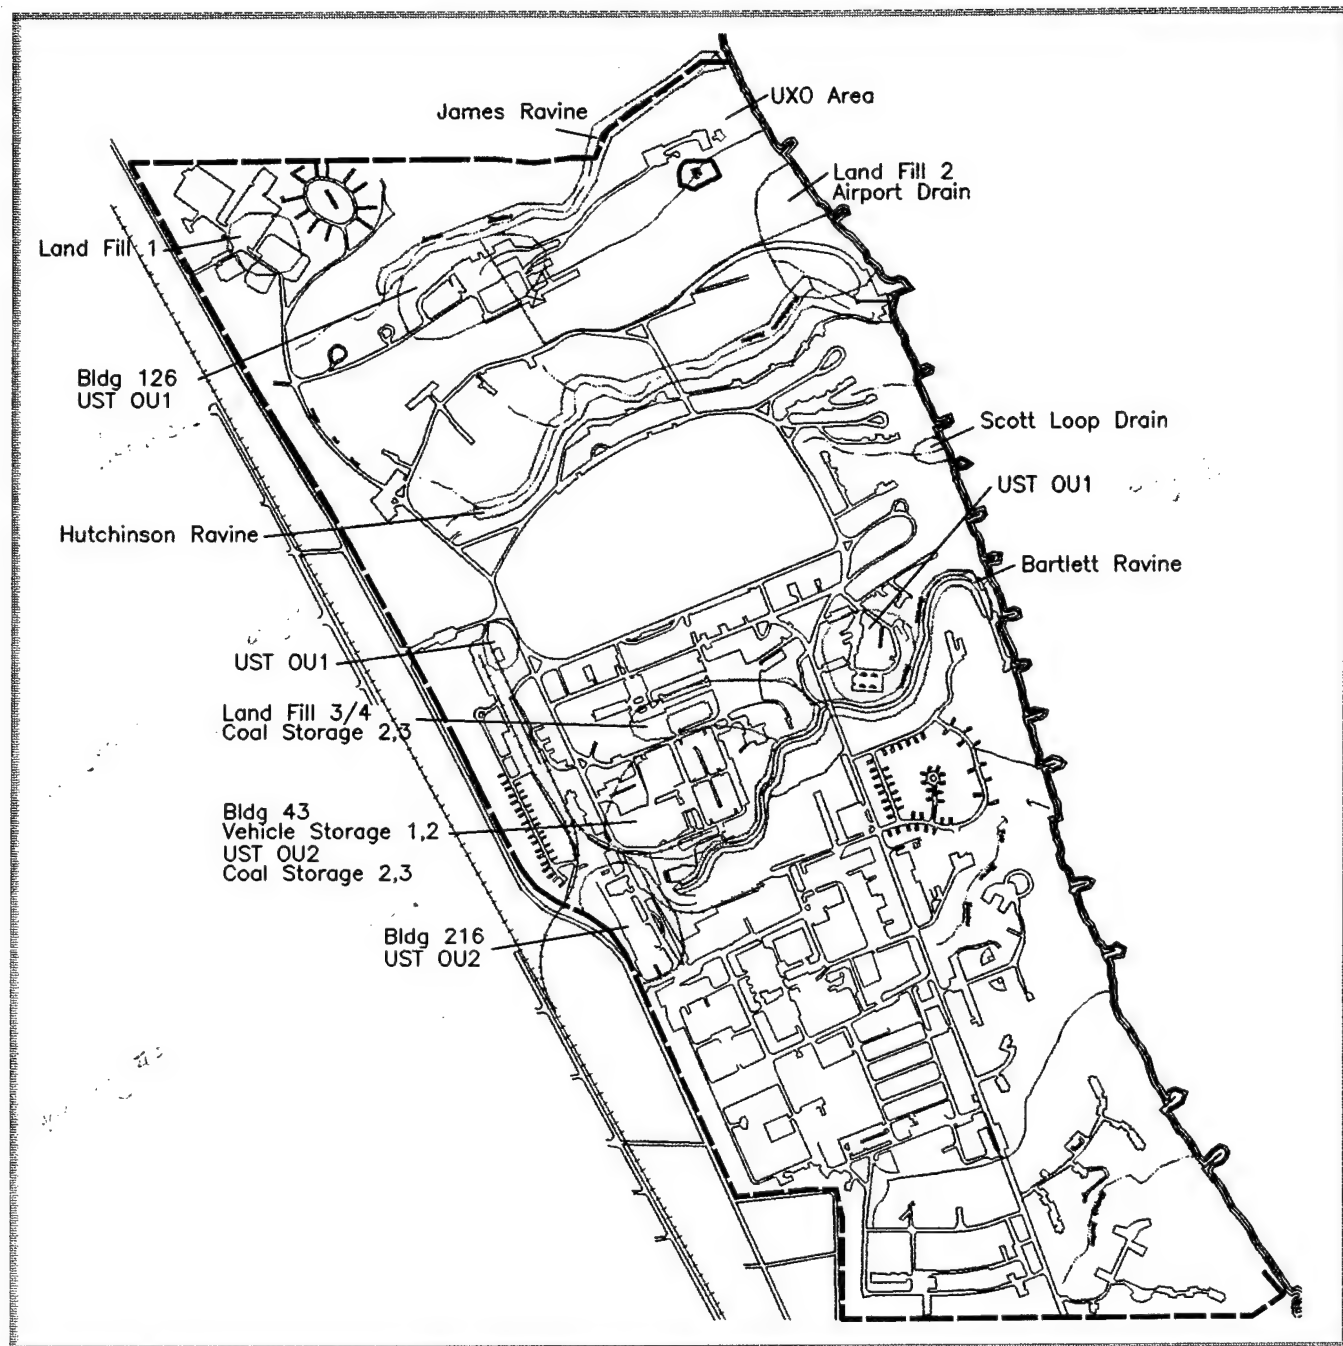 James Ravine
UXO Area
Land Fill 2
Airport Drain
Land Fill 1
Bldg 126
UST OU1
Scott Loop Drain
UST OU1
Hutchinson Ravine
Bartlett Ravine
UST OU1
Land Fill 3/4
Coal Storage 2,3
Bldg 43
Vehicle Storage 1,2
UST OU2
Coal Storage 2,3
Bldg 216
UST OU2